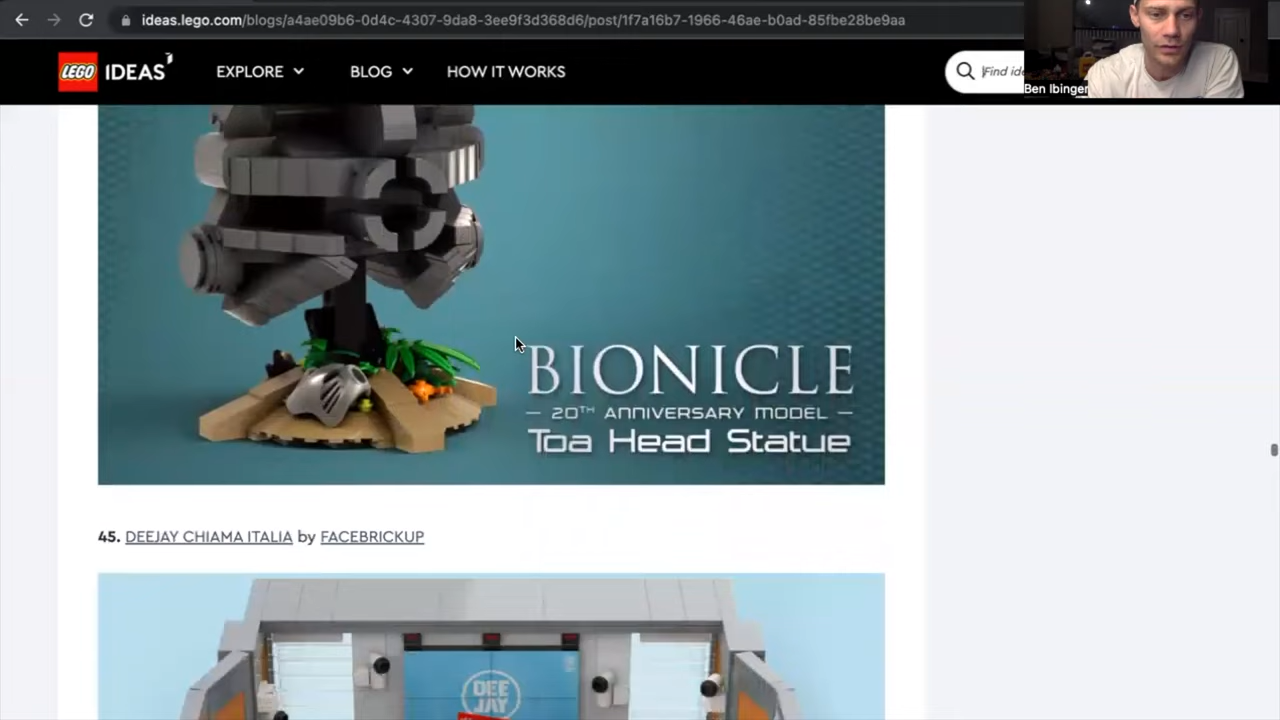 ideas.lego.com/blogs/a4ae09b6-0d4c-4307-9da8-3ee9f3d368d6/post/1f7a16b7-1966-46ae-b0ad-85fbe28be9aa
LEGO IDEAS
EXPLORE
BLOG
HOW IT WORKS
Find ide
Ben Ibinger
BIONICLE
— 20TH ANNIVERSARY MODEL —
Toa Head Statue
45. DEEJAY CHIAMA ITALIA by FACEBRICKUP
DEE
JAY